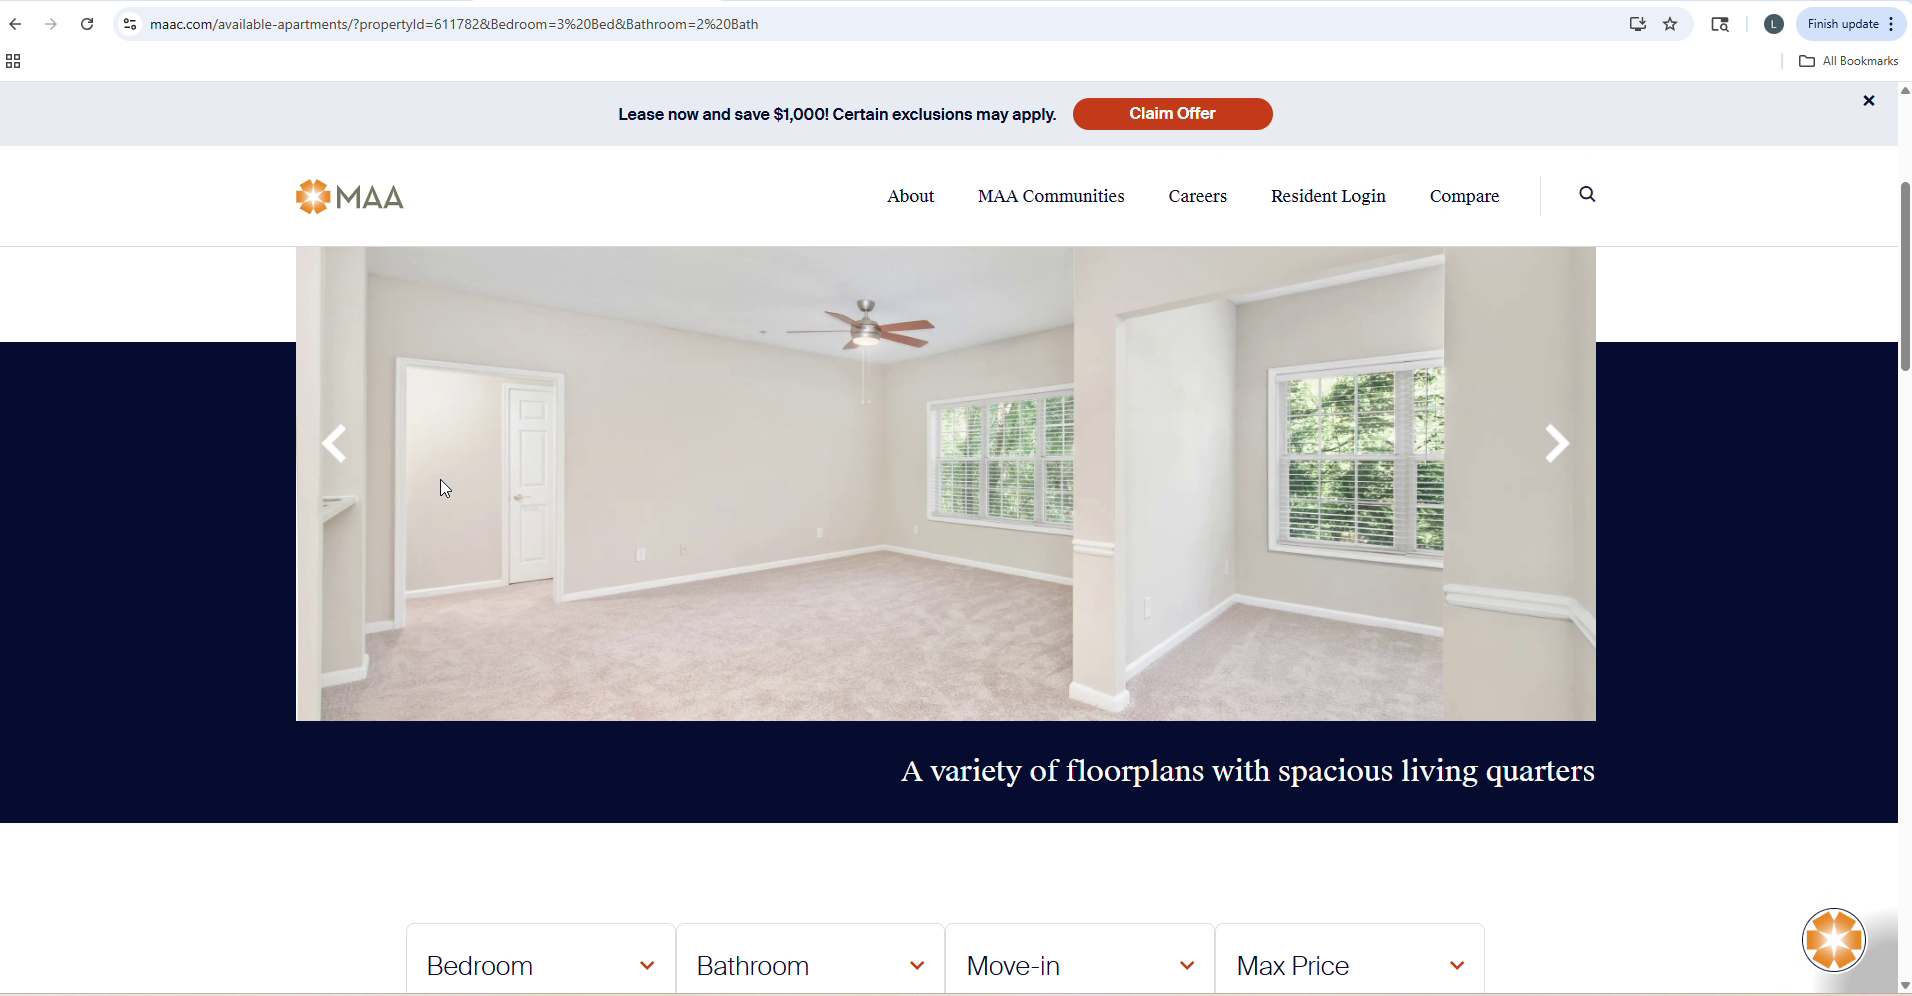 maac.com/available-apartments/?propertyId=611782&Bedroom=3%20Bed&Bathroom=2%20Bath
L
Finish update
All Bookmarks
Lease now and save $1,000! Certain exclusions may apply.
Claim Offer
MAA
About
MAA Communities
Careers
Resident Login
Compare
A variety of floorplans with spacious living quarters
Bedroom
Bathroom
Move-in
Max Price